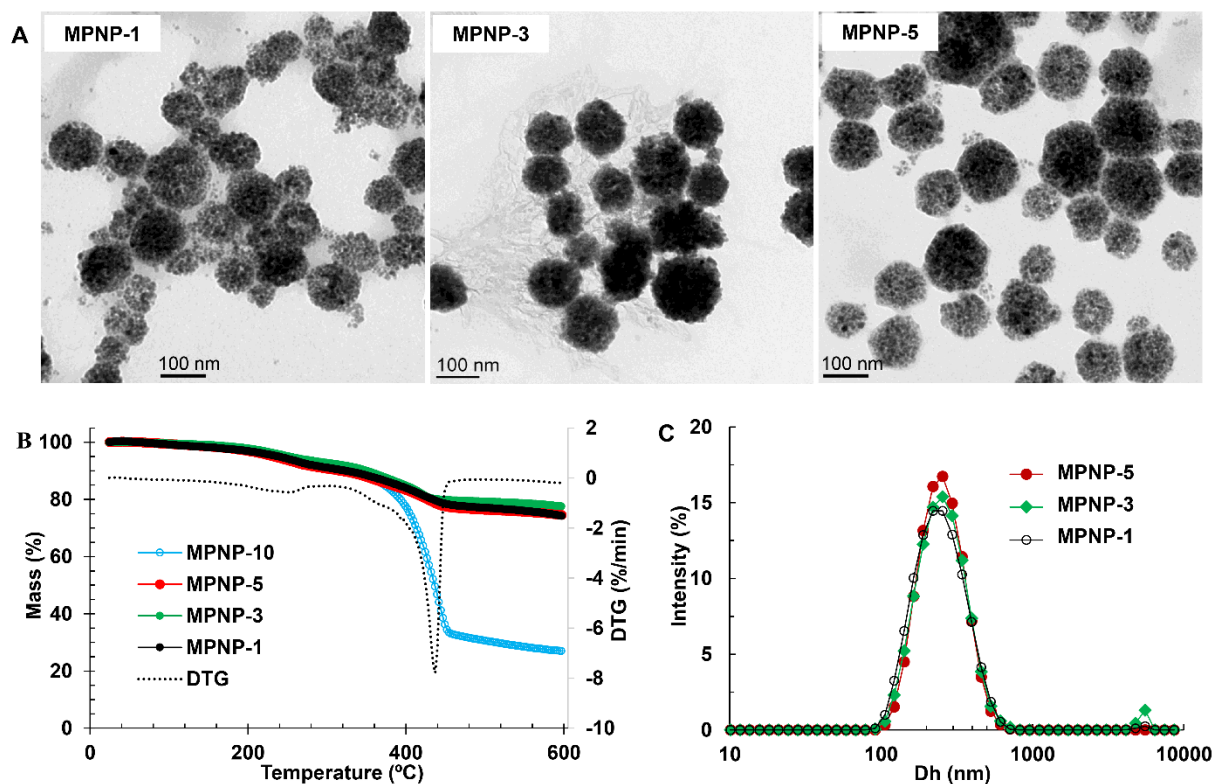 A
MPNP-1
MPNP-3
MPNP-5
100 nm
100 nm
100 nm
B
100
80
60
40
20
0
Mass (%)
2
0
-2
-4
-6
-8
-10
DTG (%/min)
MPNP-10
MPNP-5
MPNP-3
MPNP-1
DTG
0
200
400
600
Temperature (ºC)
C
20
15
10
5
0
Intensity (%)
MPNP-5
MPNP-3
MPNP-1
10
100
1000
10000
Dh (nm)